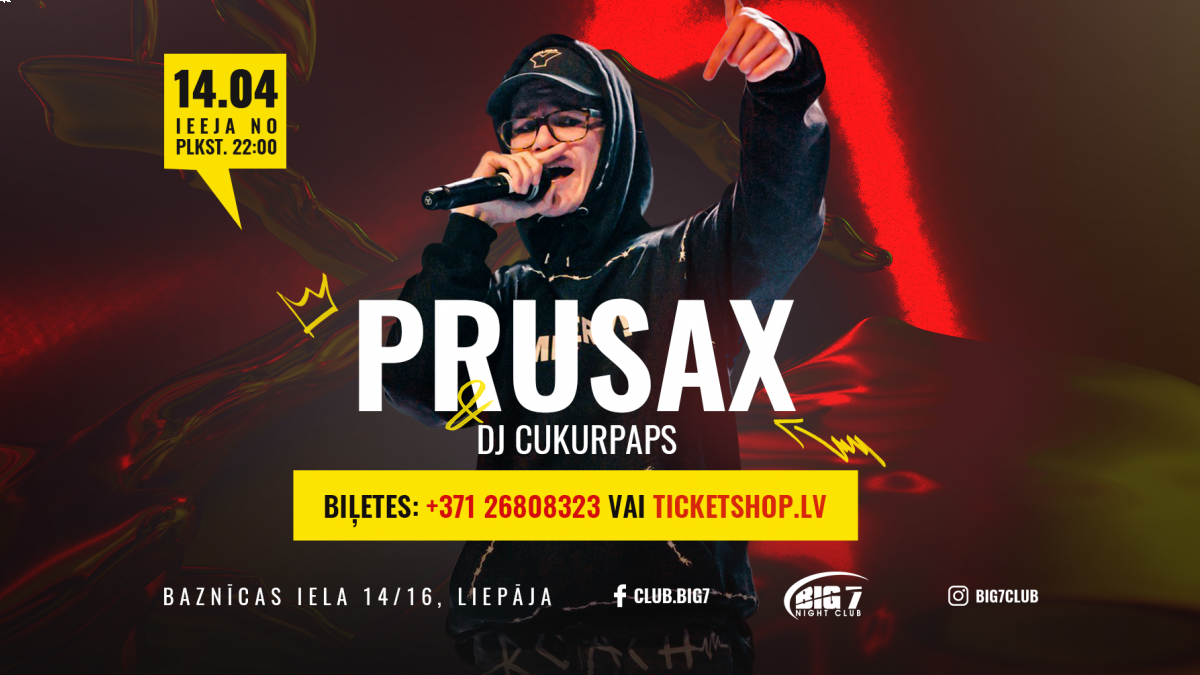 14.04
IEEJA NO
PLKST. 22:00
PRUSAX
&
DJ CUKURPAPS
BIĻETES: +371 26808323 VAI TICKETSHOP.LV
BAZNĪCAS IELA 14/16, LIEPĀJA
CLUB.BIG7
BIG 7
NIGHT CLUB
BIG7CLUB